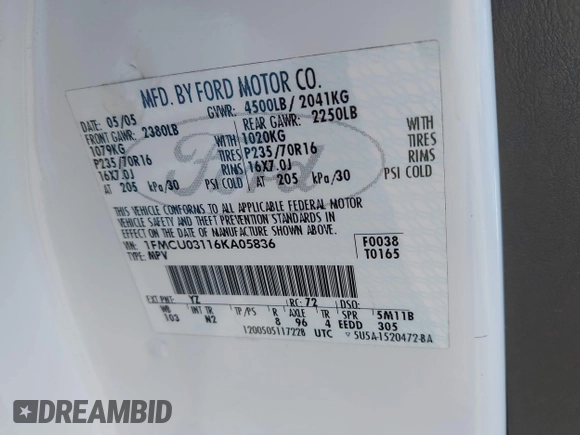 MFD. BY FORD MOTOR CO.
05/05 GVWR: 4500LB/ 2041KG
FRONT GAWR: 2380LB REAR GAWR: 2250LB
1079KG 1020KG WITH
P235/70R16 P235/70R16 TIRES
16X7.0J RIMS 16X7.0J RIMS
AT 205 kPa/30 PSI COLD AT 205 kPa/30 PSI COLD
WITH
TIRES
Ford
THIS VEHICLE CONFORMS TO ALL APPLICABLE FEDERAL MOTOR
VEHICLE SAFETY AND THEFT PREVENTION STANDARDS IN
EFFECT ON THE DATE OF MANUFACTURE SHOWN ABOVE.
VIN: 1FMCU03116KA05836 F0038
TYPE: MPV T0165
EXT PNT: YZ RC: 72 DSO:
WB INT TR TP/PS R AXLE TR SPR 5M11B
103 N2 8 96 4 EEDD 305
1200505117228 UTC 5U5A-1520472-BA
DREAMBID